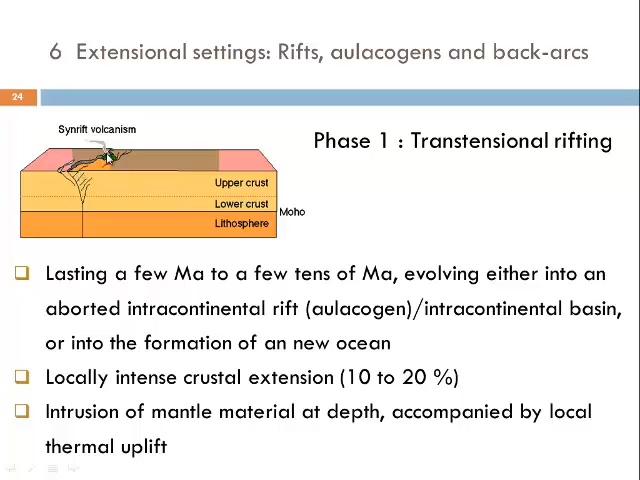 6 Extensional settings: Rifts, aulacogens and back-arcs
24
Synrift volcanism
Phase 1 : Transtensional rifting
Upper crust
Lower crust
Moho
Lithosphere
Lasting a few Ma to a few tens of Ma, evolving either into an
aborted intracontinental rift (aulacogen)/intracontinental basin,
or into the formation of an new ocean
Locally intense crustal extension (10 to 20 %)
Intrusion of mantle material at depth, accompanied by local
thermal uplift